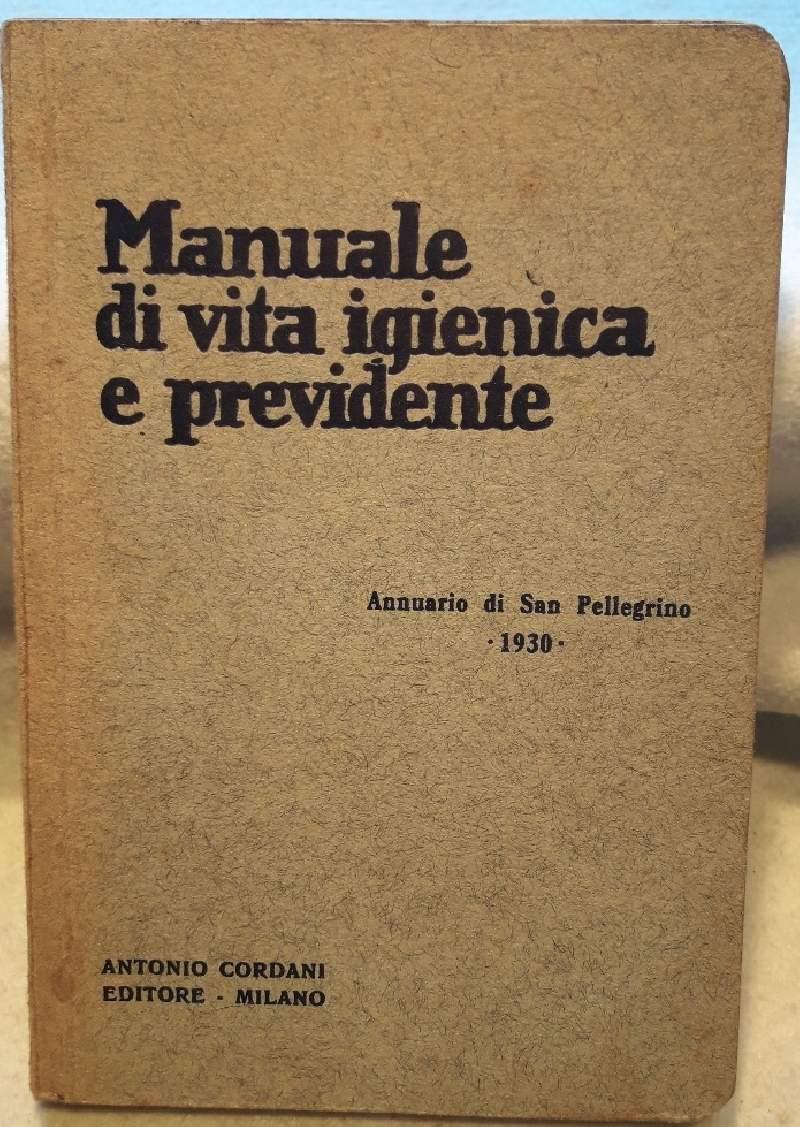 Manuale
di vita igienica
e previdente
Annuario di San Pellegrino
· 1930 ·
ANTONIO CORDANI
EDITORE - MILANO